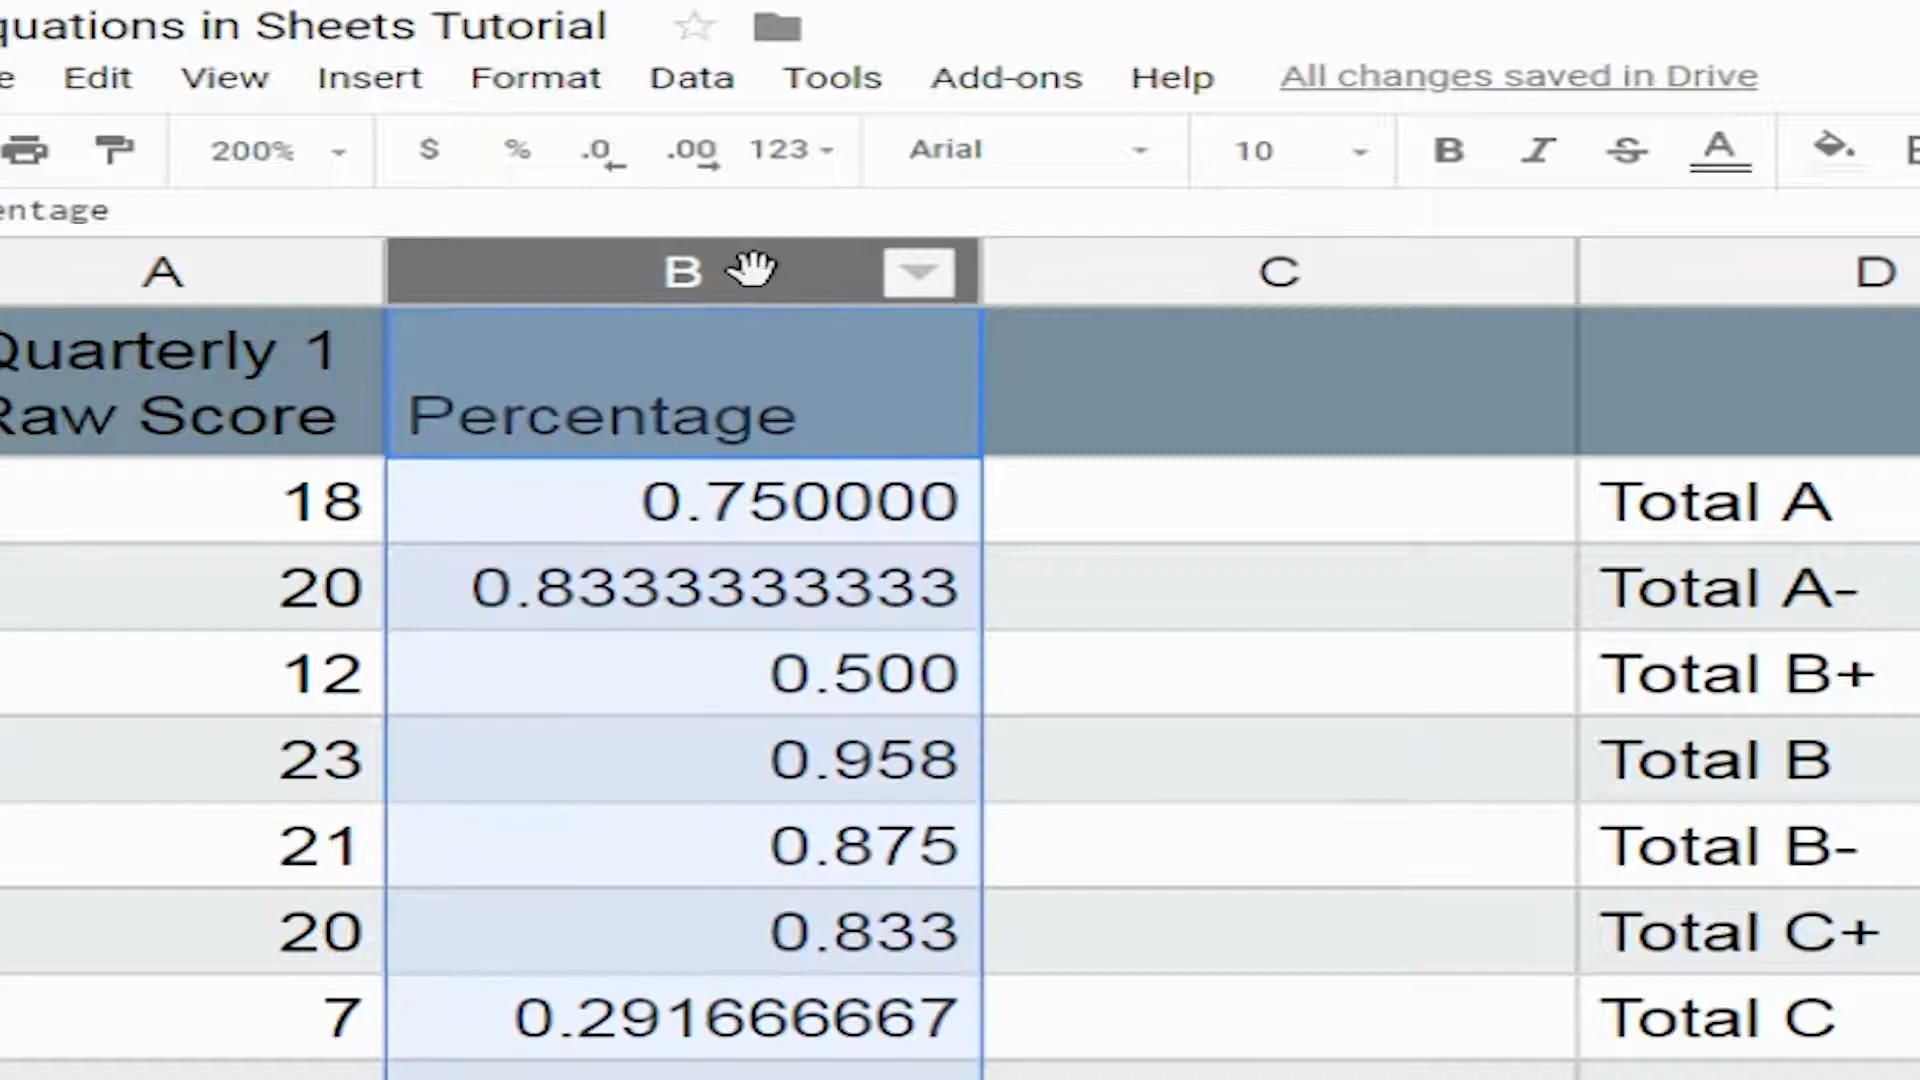 quations in Sheets Tutorial
e Edit View Insert Format Data Tools Add-ons Help All changes saved in Drive
200% $ % .0 .00 123 Arial 10 B I S A
entage
A B C D
Quarterly 1
Raw Score Percentage
18 0.750000 Total A
20 0.8333333333 Total A-
12 0.500 Total B+
23 0.958 Total B
21 0.875 Total B-
20 0.833 Total C+
7 0.291666667 Total C